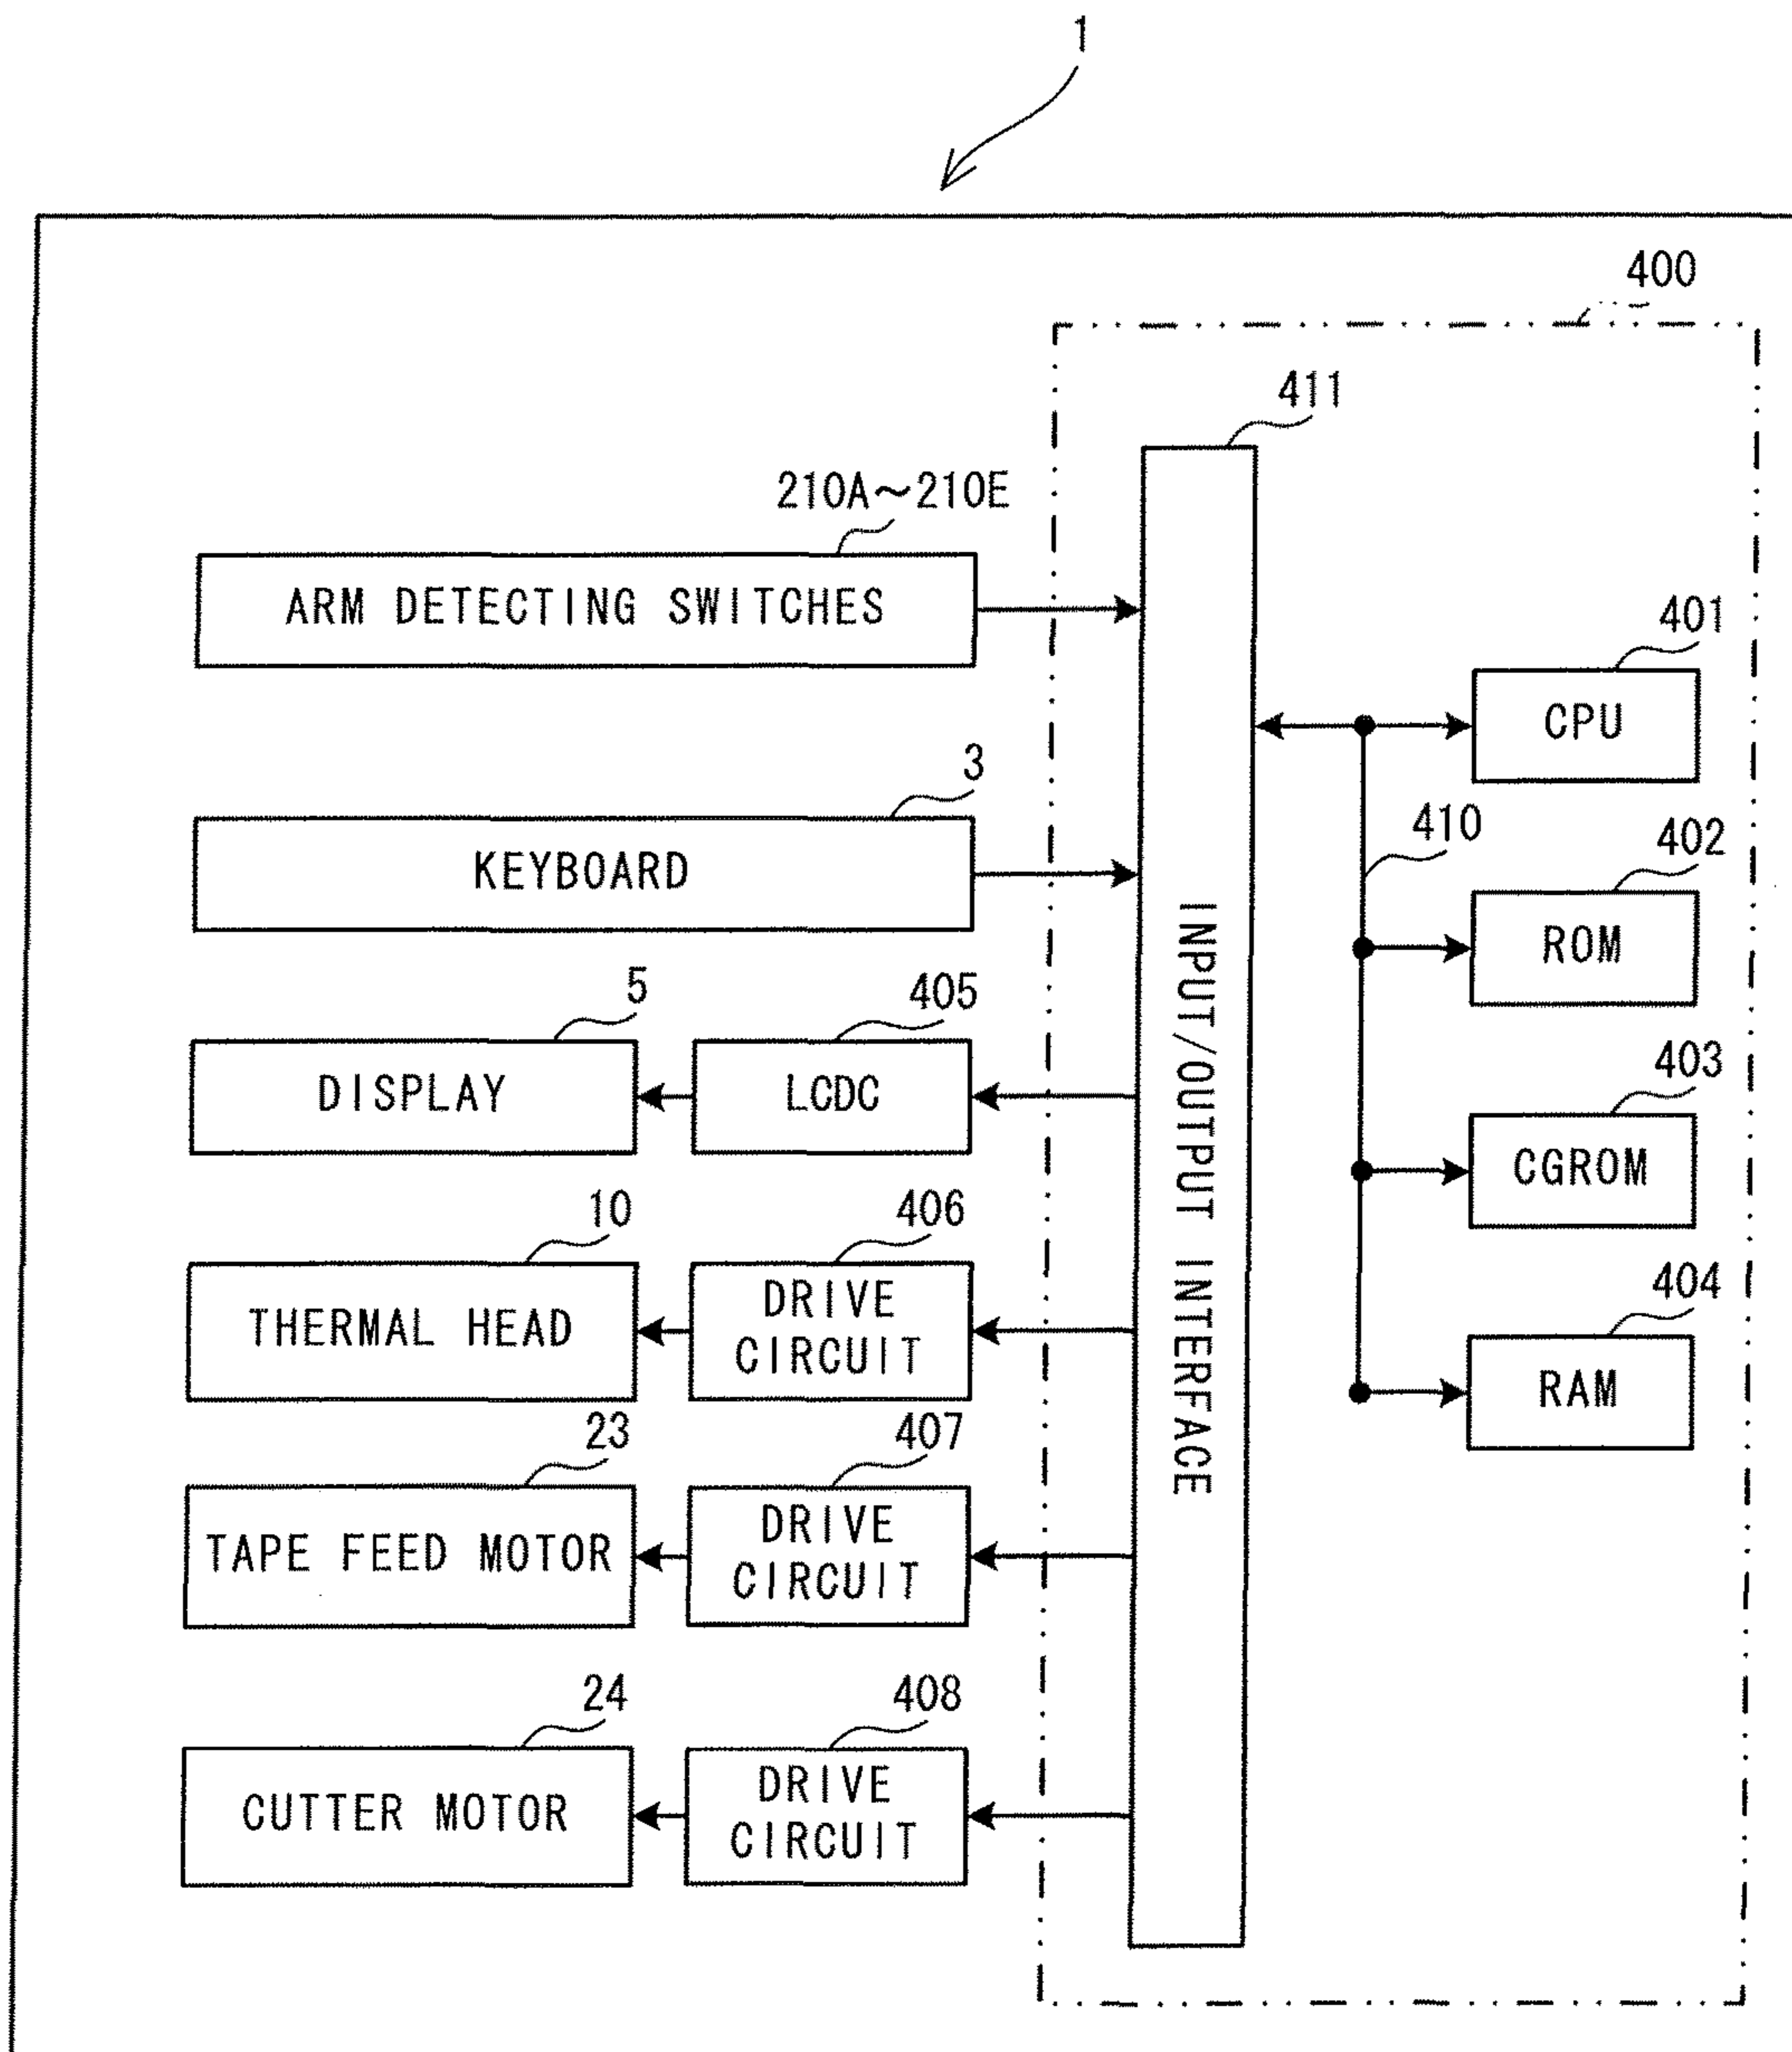 1
400
411
210A～210E
ARM DETECTING SWITCHES
401
CPU
3
410
402
KEYBOARD
ROM
5
405
403
DISPLAY
LCDC
CGROM
INPUT/OUTPUT INTERFACE
10
406
404
THERMAL HEAD
DRIVE
CIRCUIT
RAM
23
407
TAPE FEED MOTOR
DRIVE
CIRCUIT
24
408
CUTTER MOTOR
DRIVE
CIRCUIT